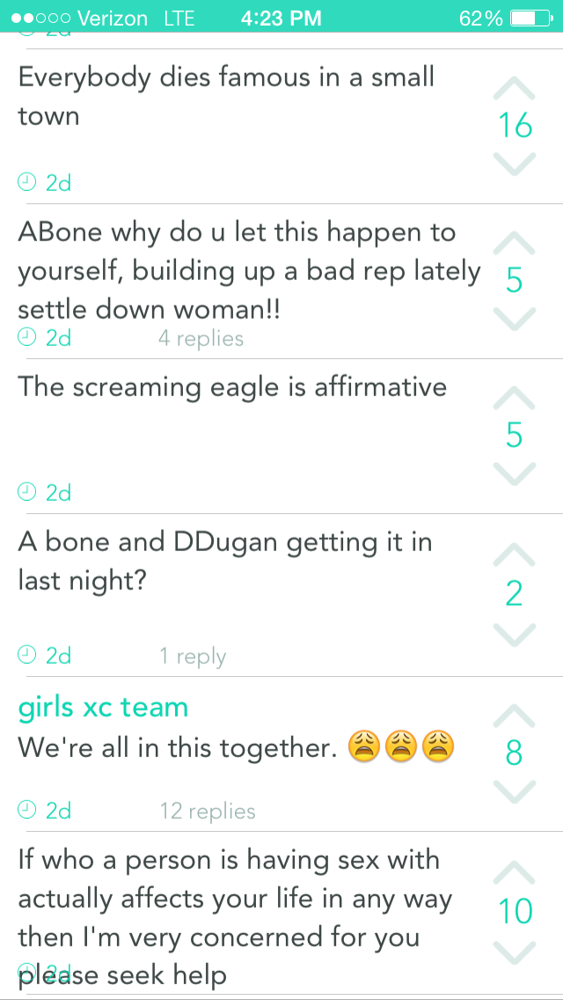 Verizon LTE 4:23 PM 62%
2d
Everybody dies famous in a small
town
16
2d
ABone why do u let this happen to
yourself, building up a bad rep lately
settle down woman!!
5
2d 4 replies
The screaming eagle is affirmative
5
2d
A bone and DDugan getting it in
last night?
2
2d 1 reply
girls xc team
We're all in this together. 😩😩😩
8
2d 12 replies
If who a person is having sex with
actually affects your life in any way
then I'm very concerned for you
please seek help
10
2d